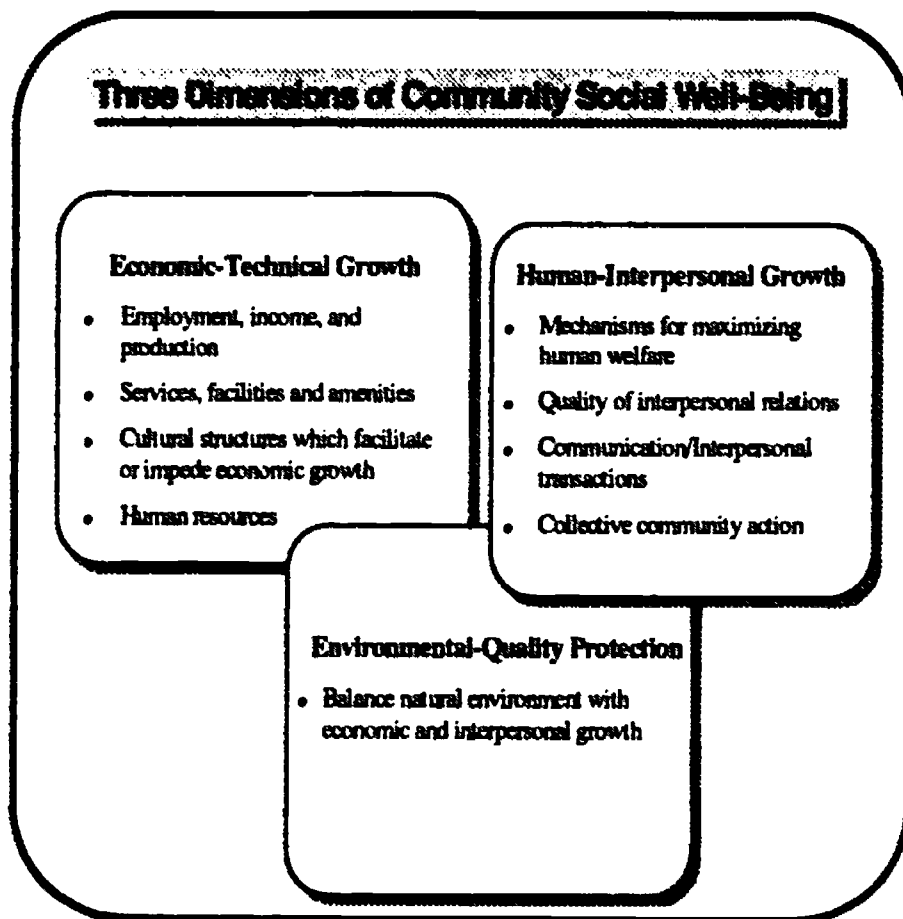 Three Dimensions of Community Social Well-Being
Economic-Technical Growth
• Employment, income, and
production
• Services, facilities and amenities
• Cultural structures which facilitate
or impede economic growth
• Human resources
Human-Interpersonal Growth
• Mechanisms for maximizing
human welfare
• Quality of interpersonal relations
• Communication/Interpersonal
transactions
• Collective community action
Environmental-Quality Protection
• Balance natural environment with
economic and interpersonal growth